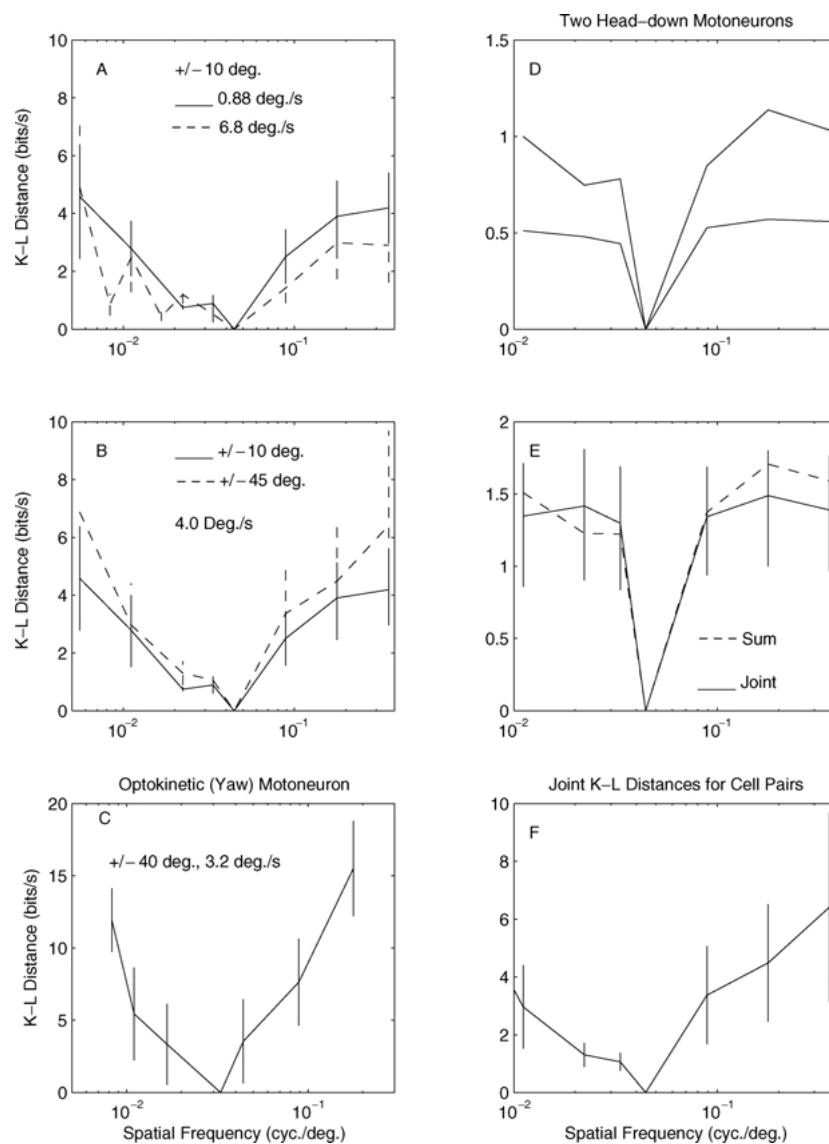 A
+/− 10 deg.
0.88 deg./s
6.8 deg./s
K−L Distance (bits/s)
10
8
6
4
2
0
10⁻²
10⁻¹
Two Head−down Motoneurons
D
1.5
1
0.5
0
10⁻²
10⁻¹
B
+/− 10 deg.
+/− 45 deg.
4.0 Deg./s
K−L Distance (bits/s)
10
8
6
4
2
0
10⁻²
10⁻¹
E
Sum
Joint
2
1.5
1
0.5
0
10⁻²
10⁻¹
Optokinetic (Yaw) Motoneuron
C
+/− 40 deg., 3.2 deg./s
K−L Distance (bits/s)
20
15
10
5
0
10⁻²
10⁻¹
Spatial Frequency (cyc./deg.)
Joint K−L Distances for Cell Pairs
F
10
8
6
4
2
0
10⁻²
10⁻¹
Spatial Frequency (cyc./deg.)